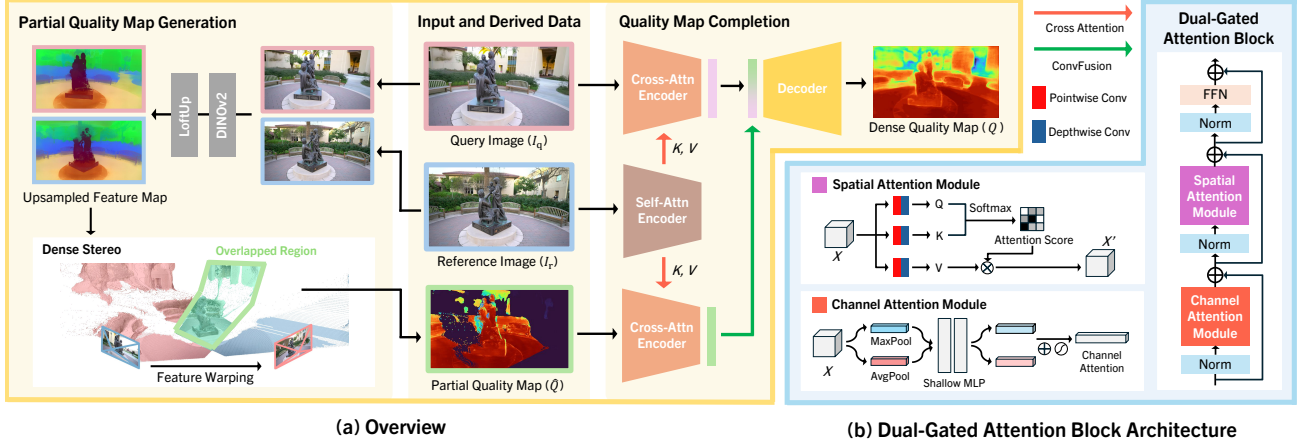 Partial Quality Map Generation
LoftUp
DINOv2
Upsampled Feature Map
Dense Stereo
Overlapped Region
Feature Warping
Input and Derived Data
Query Image (I_q)
Reference Image (I_r)
Partial Quality Map (Q̂)
Quality Map Completion
Cross-Attn
Encoder
K, V
Self-Attn
Encoder
K, V
Cross-Attn
Encoder
Decoder
Dense Quality Map (Q)
Cross Attention
ConvFusion
Pointwise Conv
Depthwise Conv
Spatial Attention Module
X
Q
K
V
Softmax
Attention Score
X'
Channel Attention Module
X
MaxPool
AvgPool
Shallow MLP
Channel
Attention
Dual-Gated
Attention Block
FFN
Norm
Spatial
Attention
Module
Norm
Channel
Attention
Module
Norm
(a) Overview
(b) Dual-Gated Attention Block Architecture